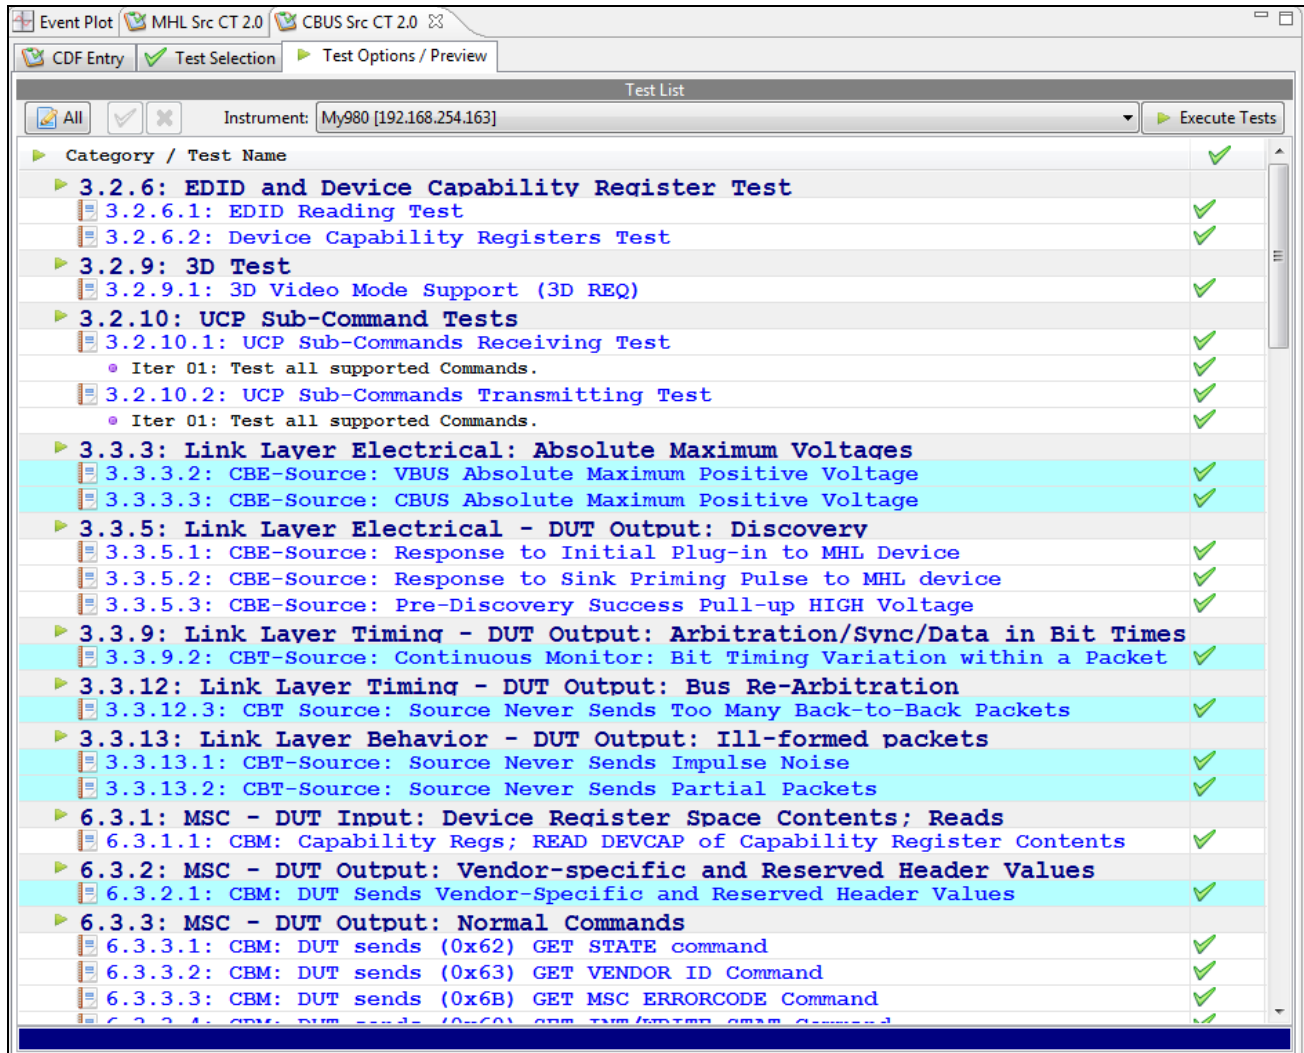 Event Plot MHL Src CT 2.0 CBUS Src CT 2.0
CDF Entry Test Selection Test Options / Preview
Test List
All Instrument: My980 [192.168.254.163] Execute Tests
Category / Test Name
3.2.6: EDID and Device Capability Register Test
3.2.6.1: EDID Reading Test
3.2.6.2: Device Capability Registers Test
3.2.9: 3D Test
3.2.9.1: 3D Video Mode Support (3D REQ)
3.2.10: UCP Sub-Command Tests
3.2.10.1: UCP Sub-Commands Receiving Test
Iter 01: Test all supported Commands.
3.2.10.2: UCP Sub-Commands Transmitting Test
Iter 01: Test all supported Commands.
3.3.3: Link Layer Electrical: Absolute Maximum Voltages
3.3.3.2: CBE-Source: VBUS Absolute Maximum Positive Voltage
3.3.3.3: CBE-Source: CBUS Absolute Maximum Positive Voltage
3.3.5: Link Layer Electrical - DUT Output: Discovery
3.3.5.1: CBE-Source: Response to Initial Plug-in to MHL Device
3.3.5.2: CBE-Source: Response to Sink Priming Pulse to MHL device
3.3.5.3: CBE-Source: Pre-Discovery Success Pull-up HIGH Voltage
3.3.9: Link Layer Timing - DUT Output: Arbitration/Sync/Data in Bit Times
3.3.9.2: CBT-Source: Continuous Monitor: Bit Timing Variation within a Packet
3.3.12: Link Layer Timing - DUT Output: Bus Re-Arbitration
3.3.12.3: CBT Source: Source Never Sends Too Many Back-to-Back Packets
3.3.13: Link Layer Behavior - DUT Output: Ill-formed packets
3.3.13.1: CBT-Source: Source Never Sends Impulse Noise
3.3.13.2: CBT-Source: Source Never Sends Partial Packets
6.3.1: MSC - DUT Input: Device Register Space Contents; Reads
6.3.1.1: CBM: Capability Regs; READ DEVCAP of Capability Register Contents
6.3.2: MSC - DUT Output: Vendor-specific and Reserved Header Values
6.3.2.1: CBM: DUT Sends Vendor-Specific and Reserved Header Values
6.3.3: MSC - DUT Output: Normal Commands
6.3.3.1: CBM: DUT sends (0x62) GET STATE command
6.3.3.2: CBM: DUT sends (0x63) GET VENDOR ID Command
6.3.3.3: CBM: DUT sends (0x6B) GET MSC ERRORCODE Command